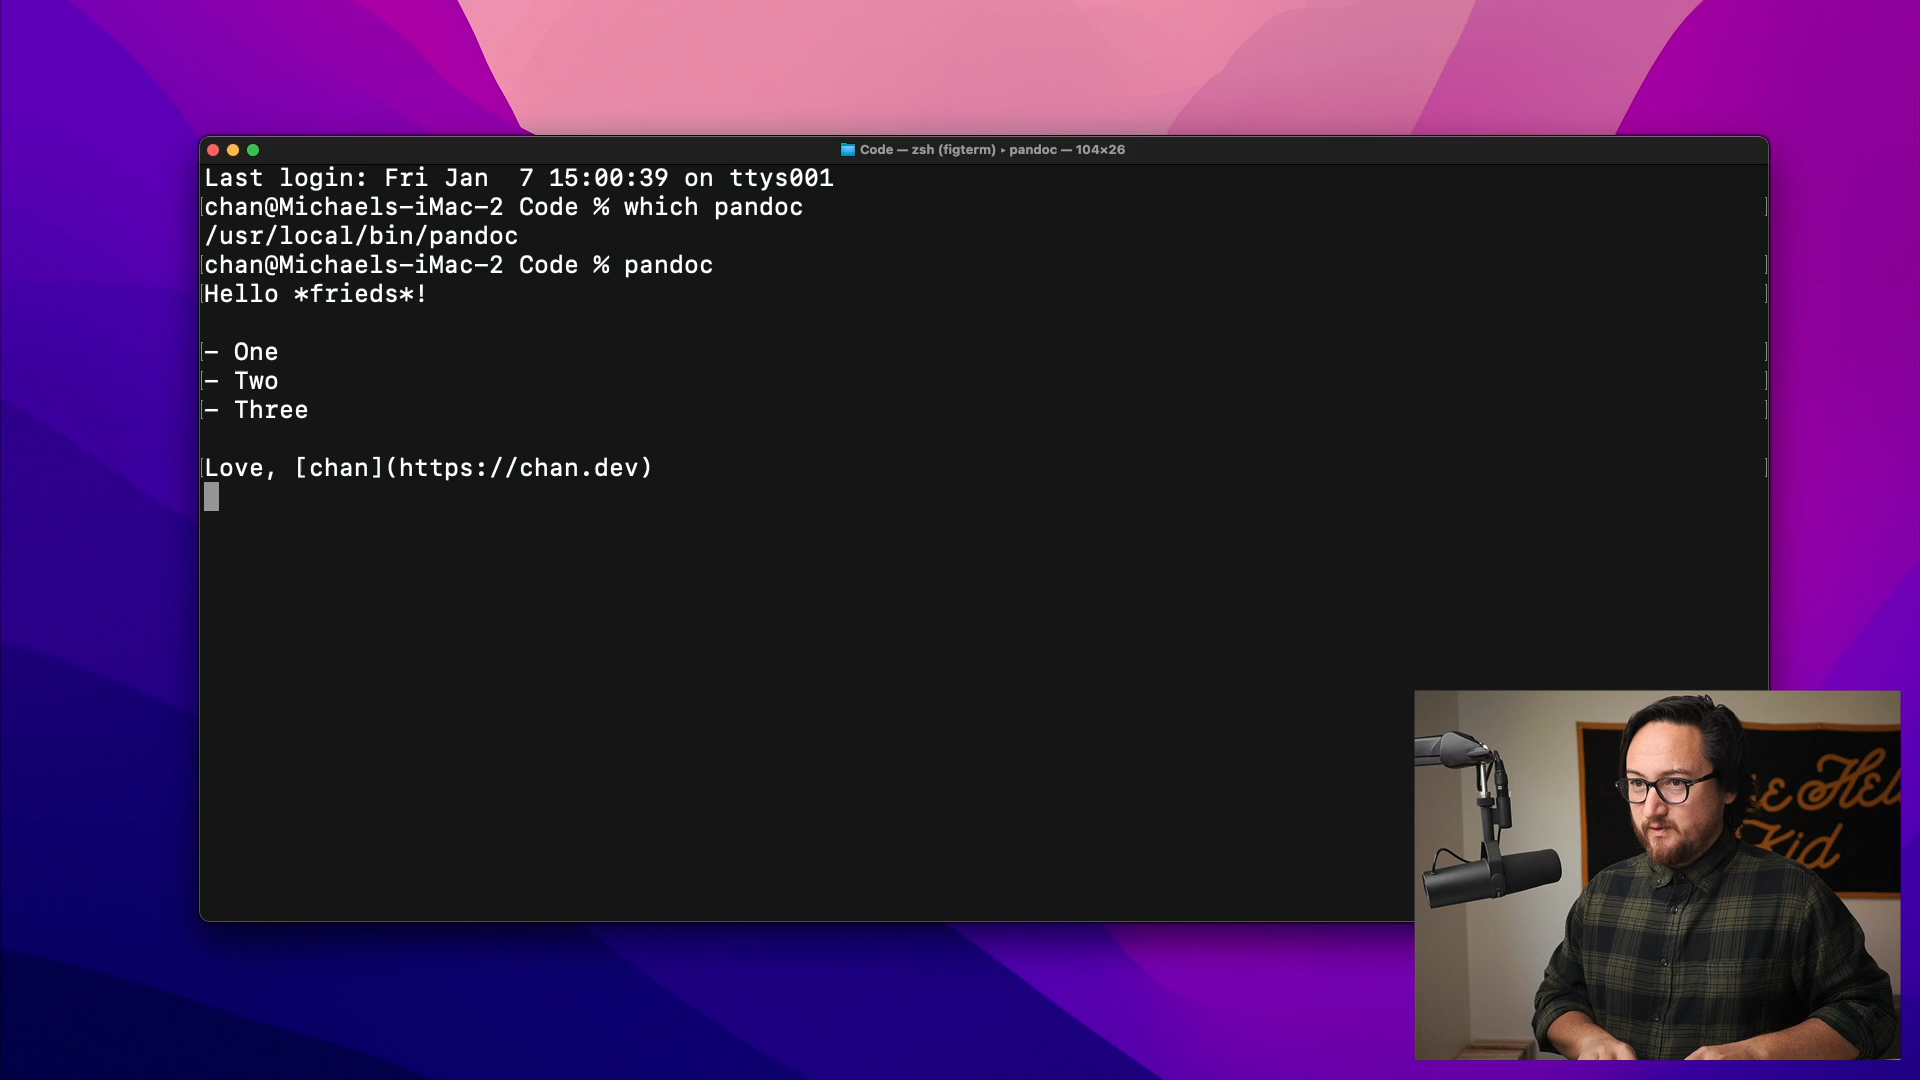 Code — zsh (figterm) ▸ pandoc — 104×26
Last login: Fri Jan  7 15:00:39 on ttys001
chan@Michaels-iMac-2 Code % which pandoc
/usr/local/bin/pandoc
chan@Michaels-iMac-2 Code % pandoc
Hello *frieds*!
- One
- Two
- Three
Love, [chan](https://chan.dev)
Kid